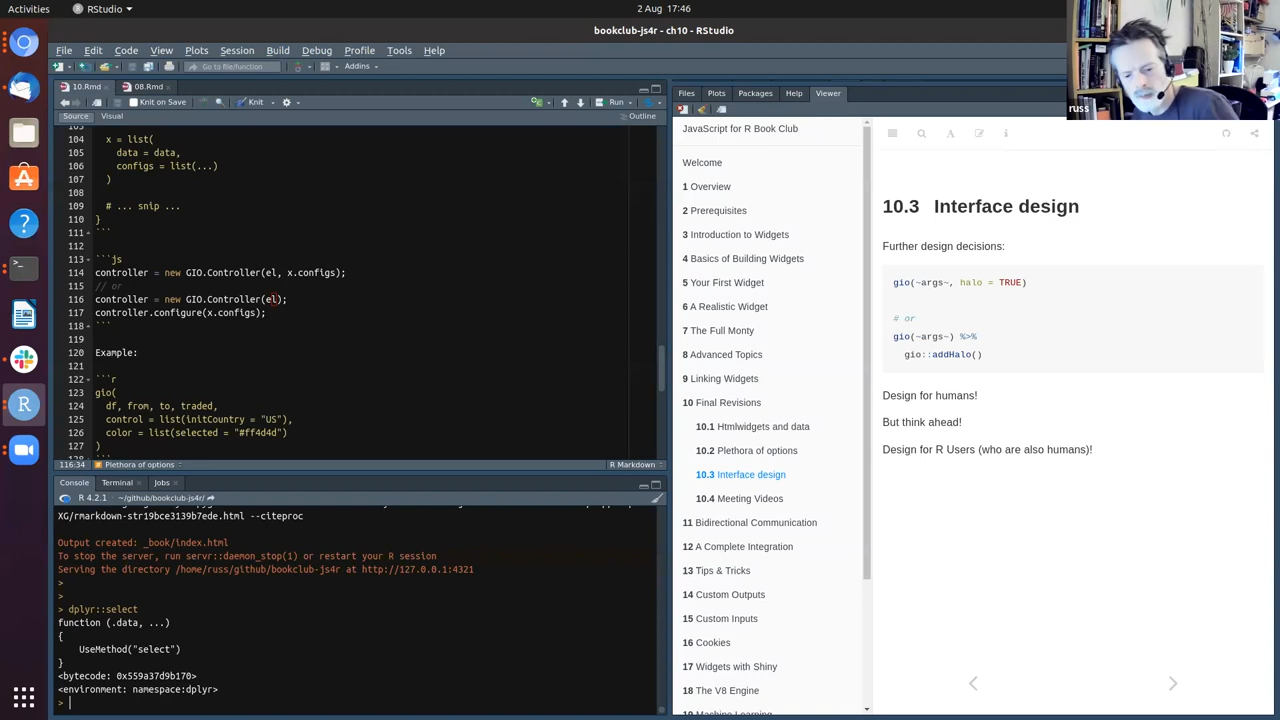 Activities
RStudio
2 Aug 17:46
bookclub-js4r - ch10 - RStudio
File Edit Code View Plots Session Build Debug Profile Tools Help
Go to file/function
Addins
10.Rmd
08.Rmd
Knit on Save
Knit
Run
Source
Visual
Outline
104 x = list(
105 data = data,
106 configs = list(...)
107 )
108
109 # ... snip ...
110 }
111 ```
112
113 ```js
114 controller = new GIO.Controller(el, x.configs);
115 // or
116 controller = new GIO.Controller(el);
117 controller.configure(x.configs);
118 ```
119
120 Example:
121
122 ```r
123 gio(
124 df, from, to, traded,
125 control = list(initCountry = "US"),
126 color = list(selected = "#ff4d4d")
127 )
116:34
Plethora of options
R Markdown
Console
Terminal
Jobs
R 4.2.1 · ~/github/bookclub-js4r/
XG/rmarkdown-str19bce3139b7ede.html --citeproc
Output created: _book/index.html
To stop the server, run servr::daemon_stop(1) or restart your R session
Serving the directory /home/russ/github/bookclub-js4r at http://127.0.0.1:4321
>
>
> dplyr::select
function (.data, ...)
{
UseMethod("select")
}
<bytecode: 0x559a37d9b170>
<environment: namespace:dplyr>
>
Files
Plots
Packages
Help
Viewer
JavaScript for R Book Club
Welcome
1 Overview
2 Prerequisites
3 Introduction to Widgets
4 Basics of Building Widgets
5 Your First Widget
6 A Realistic Widget
7 The Full Monty
8 Advanced Topics
9 Linking Widgets
10 Final Revisions
10.1 Htmlwidgets and data
10.2 Plethora of options
10.3 Interface design
10.4 Meeting Videos
11 Bidirectional Communication
12 A Complete Integration
13 Tips & Tricks
14 Custom Outputs
15 Custom Inputs
16 Cookies
17 Widgets with Shiny
18 The V8 Engine
19 Machine Learning
10.3 Interface design
Further design decisions:
gio(~args~, halo = TRUE)
# or
gio(~args~) %>%
gio::addHalo()
Design for humans!
But think ahead!
Design for R Users (who are also humans)!
russ